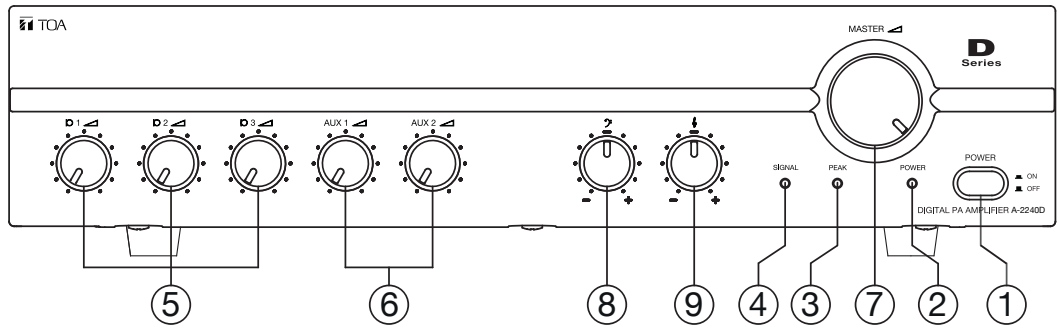 TOA
MASTER
D
Series
1
2
3
AUX 1
AUX 2
SIGNAL
PEAK
POWER
POWER
ON
OFF
- +
- +
DIGITAL PA AMPLIFIER A-2240D
5
6
8
9
4
3
7
2
1